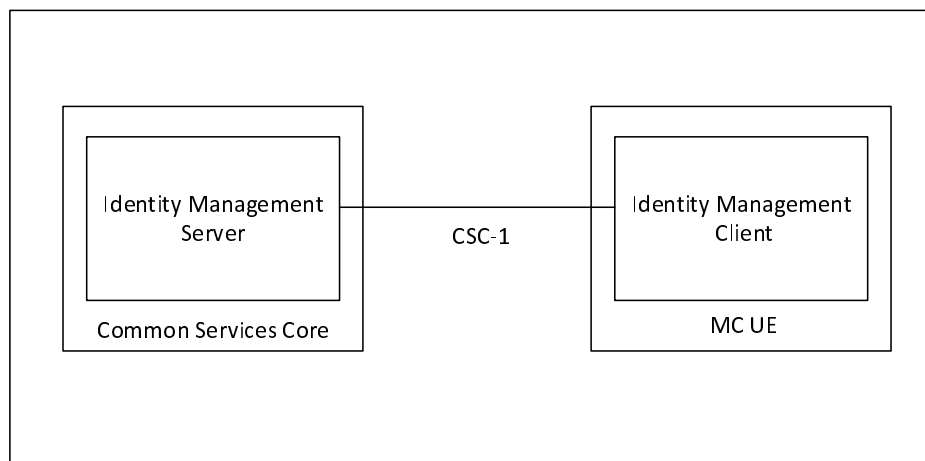 Identity Management
Server
Common Services Core
CSC-1
Identity Management
Client
MC UE